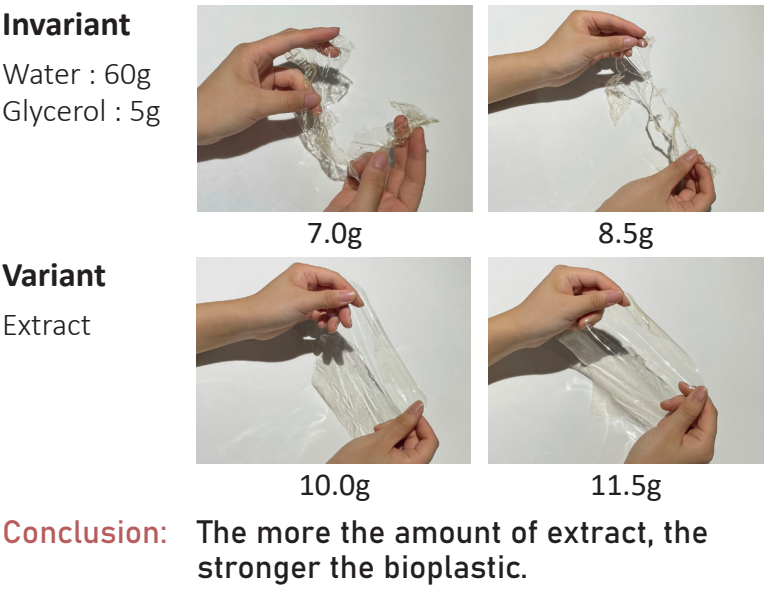 Invariant
Water : 60g
Glycerol : 5g
7.0g
8.5g
Variant
Extract
10.0g
11.5g
Conclusion: The more the amount of extract, the
stronger the bioplastic.